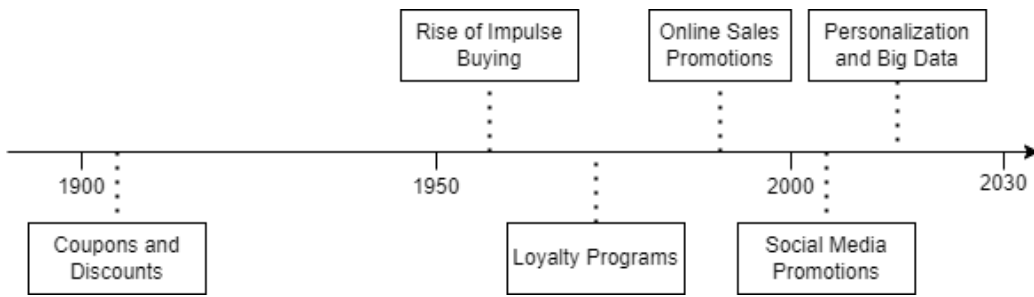 Rise of Impulse
Buying
Online Sales
Promotions
Personalization
and Big Data
1900
1950
2000
2030
Coupons and
Discounts
Loyalty Programs
Social Media
Promotions